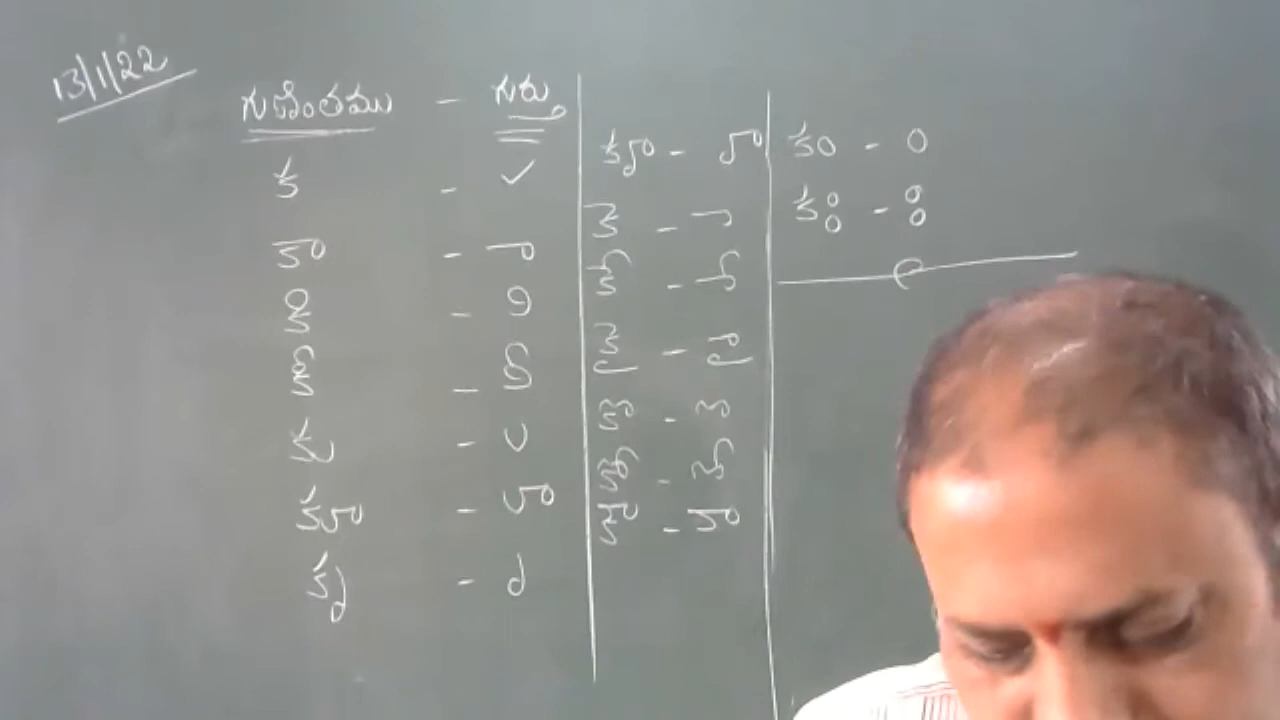 13/1/22
గుణింతము - గుర్తు
క - ✓
కా - ా
కి - ి
కీ - ీ
కు - ు
కూ - ూ
కృ - ృ
కౄ - ౄ
కె - ె
కే - ే
కై - ై
కొ - ొ
కో - ో
కౌ - ౌ
కం - ం
కః - ః